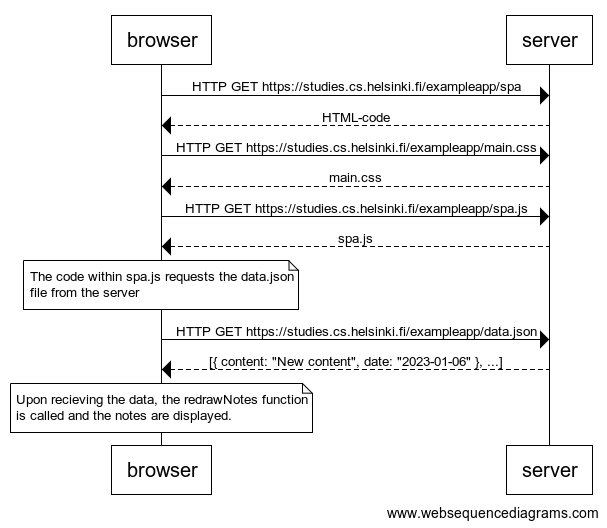 browser
server
HTTP GET https://studies.cs.helsinki.fi/exampleapp/spa
HTML-code
HTTP GET https://studies.cs.helsinki.fi/exampleapp/main.css
main.css
HTTP GET https://studies.cs.helsinki.fi/exampleapp/spa.js
spa.js
The code within spa.js requests the data.json
file from the server
HTTP GET https://studies.cs.helsinki.fi/exampleapp/data.json
[{ content: "New content", date: "2023-01-06" }, ...]
Upon recieving the data, the redrawNotes function
is called and the notes are displayed.
browser
server
www.websequencediagrams.com